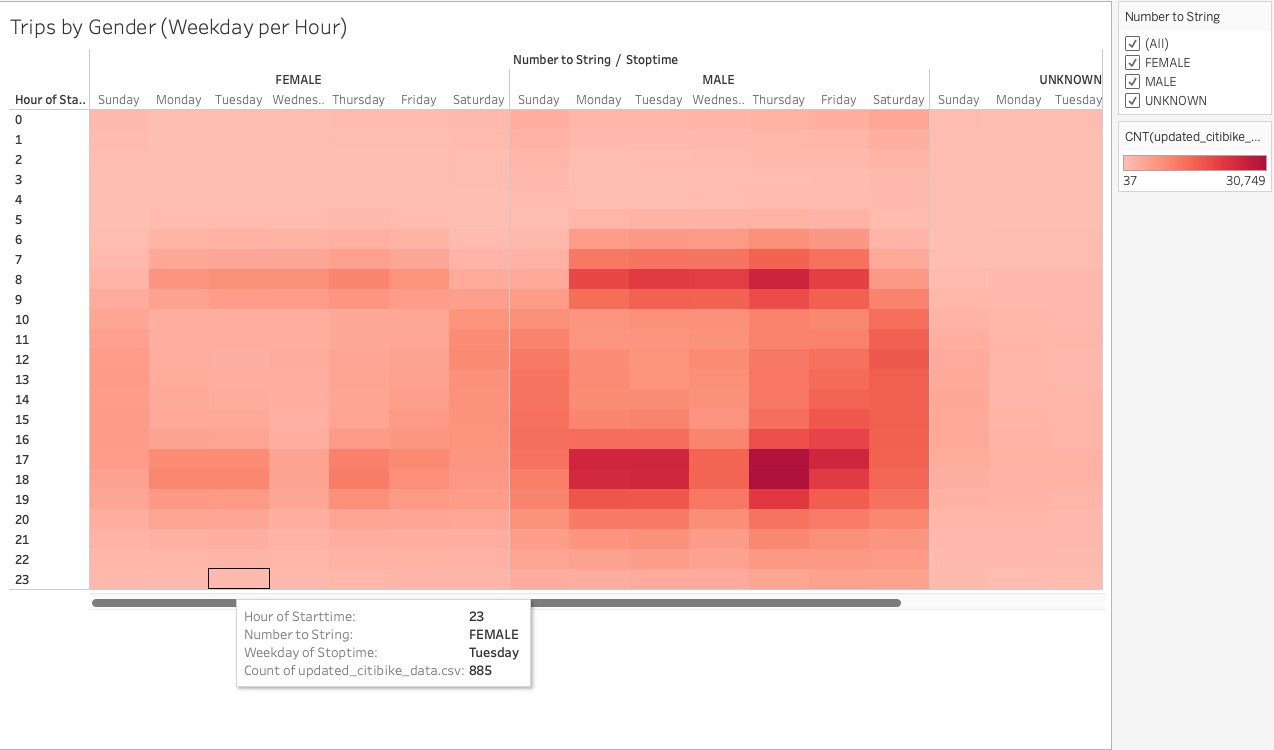 Trips by Gender (Weekday per Hour)
Number to String / Stoptime
FEMALE MALE UNKNOWN
Hour of Sta.. Sunday Monday Tuesday Wednes.. Thursday Friday Saturday Sunday Monday Tuesday Wednes.. Thursday Friday Saturday Sunday Monday Tuesday
0
1
2
3
4
5
6
7
8
9
10
11
12
13
14
15
16
17
18
19
20
21
22
23
Hour of Starttime: 23
Number to String: FEMALE
Weekday of Stoptime: Tuesday
Count of updated_citibike_data.csv: 885
Number to String
(All)
FEMALE
MALE
UNKNOWN
CNT(updated_citibike_...
37 30,749